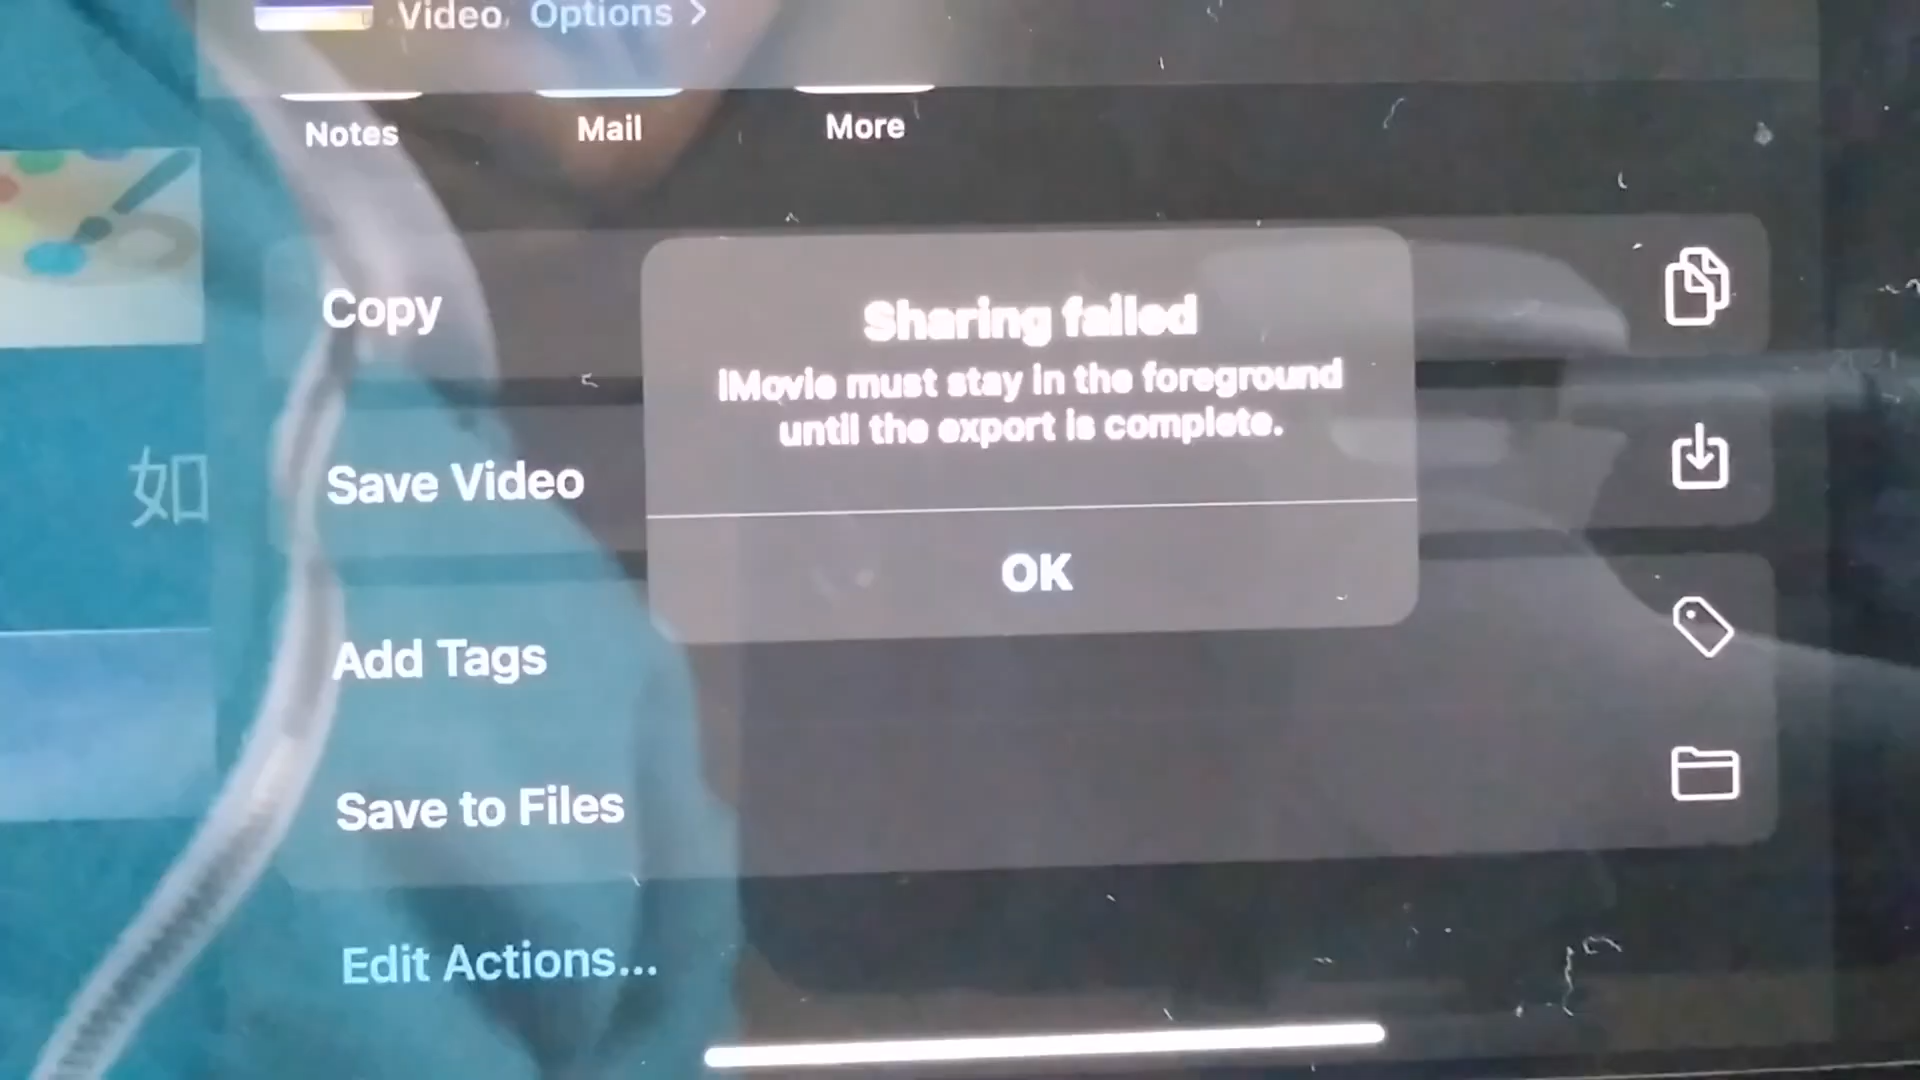 Video Options >
Notes
Mail
More
Copy
Sharing failed
iMovie must stay in the foreground
until the export is complete.
如
Save Video
OK
Add Tags
Save to Files
Edit Actions...